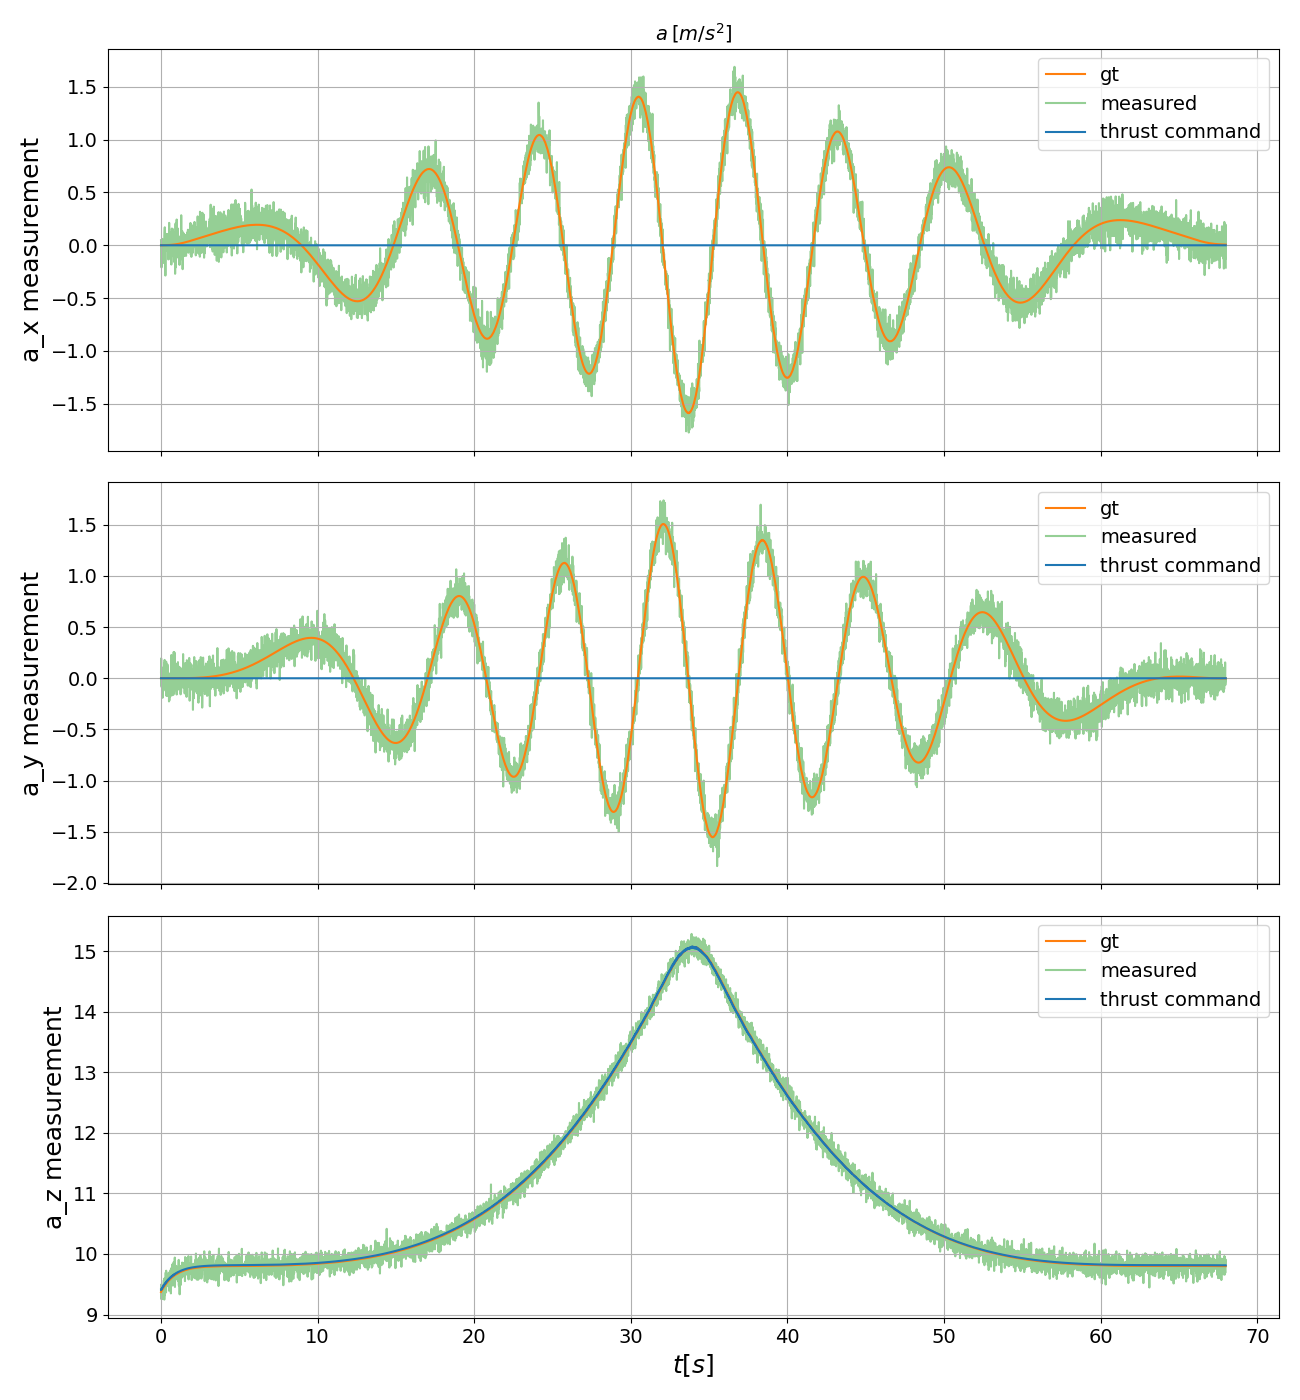 a [m/s²]
a_x measurement
1.5
1.0
0.5
0.0
−0.5
−1.0
−1.5
gt
measured
thrust command
a_y measurement
1.5
1.0
0.5
0.0
−0.5
−1.0
−1.5
−2.0
gt
measured
thrust command
a_z measurement
15
14
13
12
11
10
9
gt
measured
thrust command
0 10 20 30 40 50 60 70
t[s]